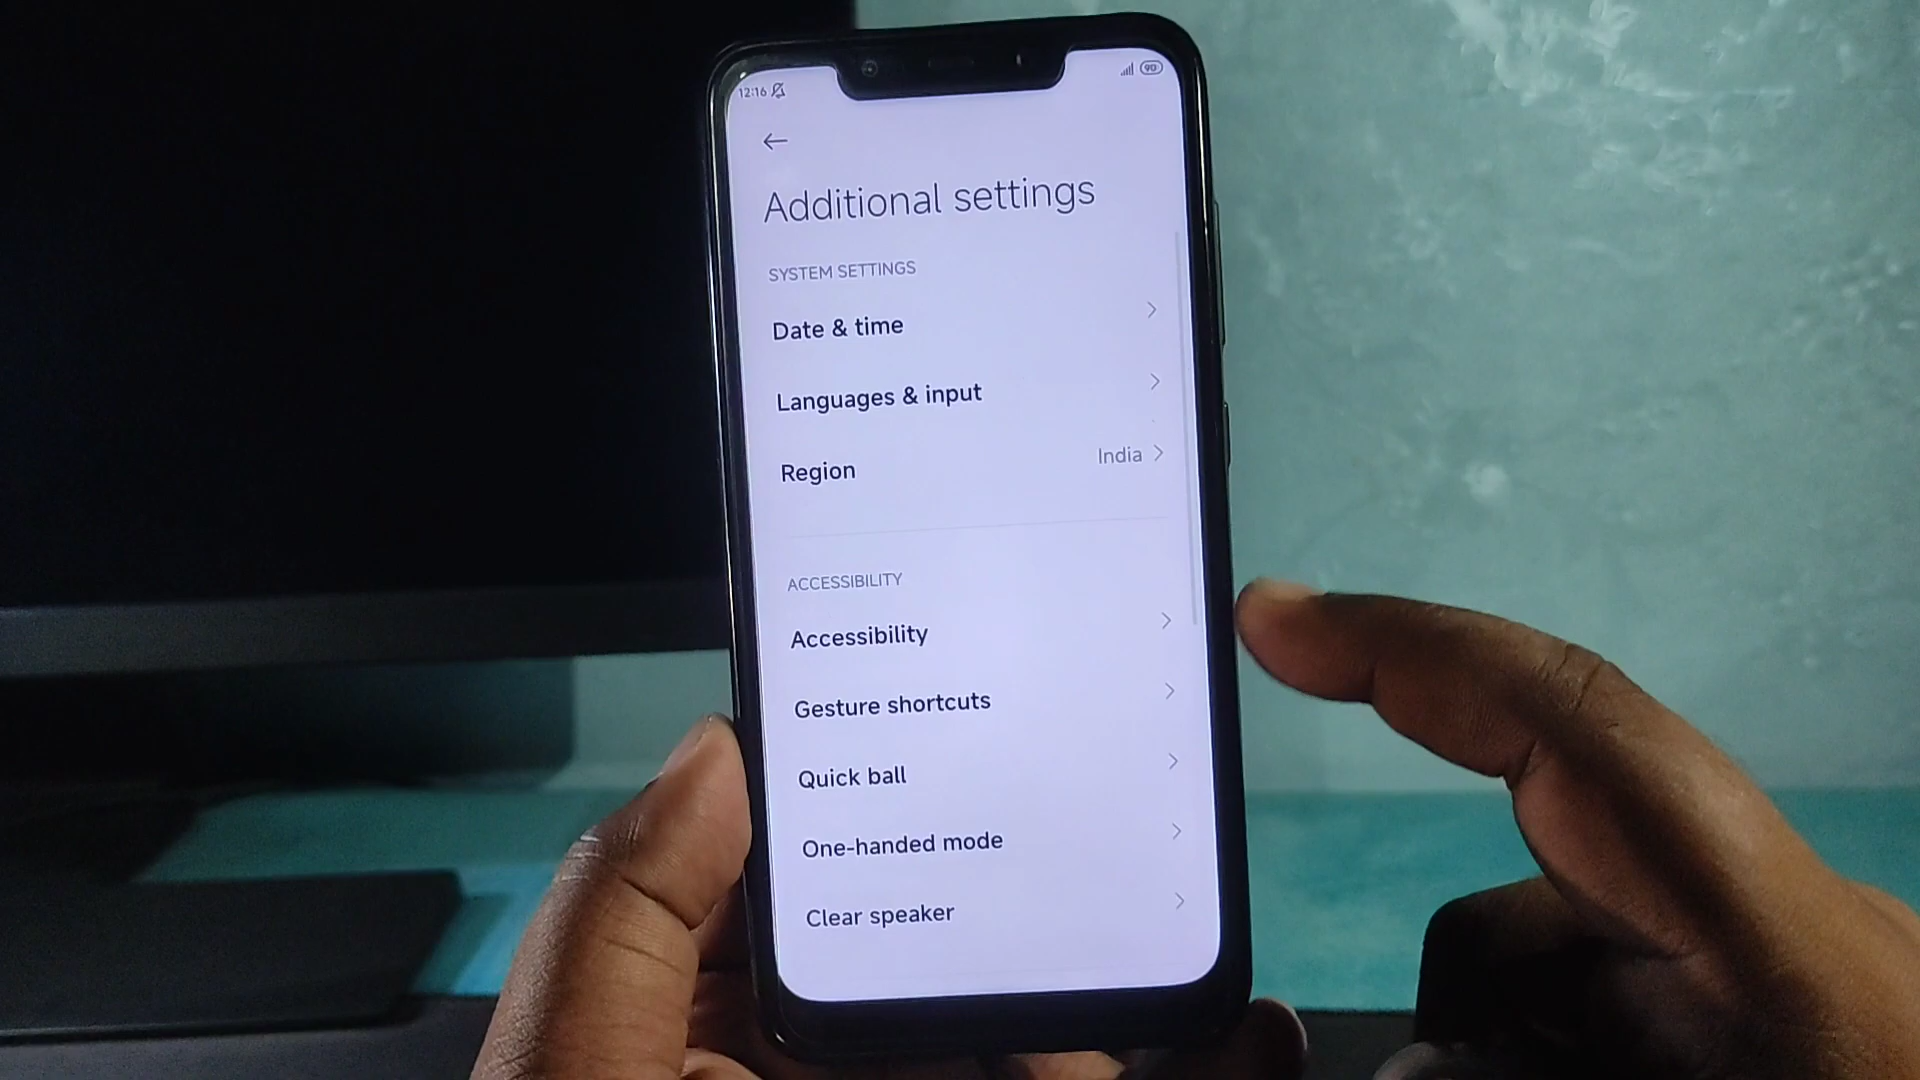 12:16
90
Additional settings
SYSTEM SETTINGS
Date & time
Languages & input
Region
India
ACCESSIBILITY
Accessibility
Gesture shortcuts
Quick ball
One-handed mode
Clear speaker